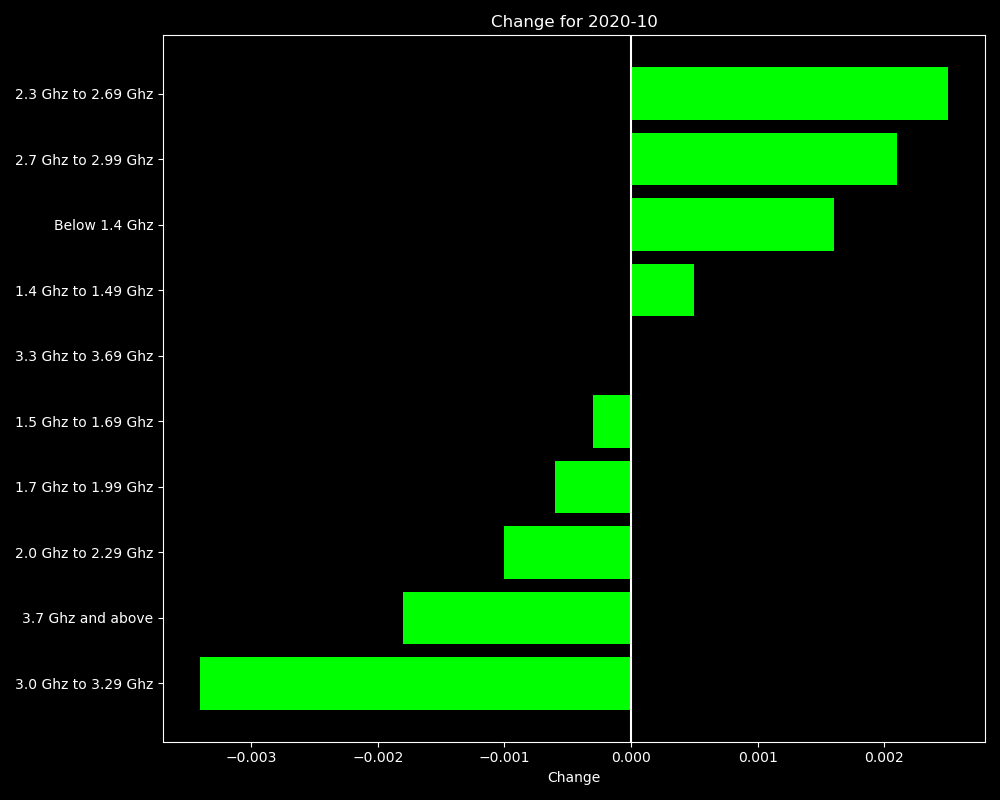 Change for 2020-10
2.3 Ghz to 2.69 Ghz
2.7 Ghz to 2.99 Ghz
Below 1.4 Ghz
1.4 Ghz to 1.49 Ghz
3.3 Ghz to 3.69 Ghz
1.5 Ghz to 1.69 Ghz
1.7 Ghz to 1.99 Ghz
2.0 Ghz to 2.29 Ghz
3.7 Ghz and above
3.0 Ghz to 3.29 Ghz
−0.003 −0.002 −0.001 0.000 0.001 0.002
Change